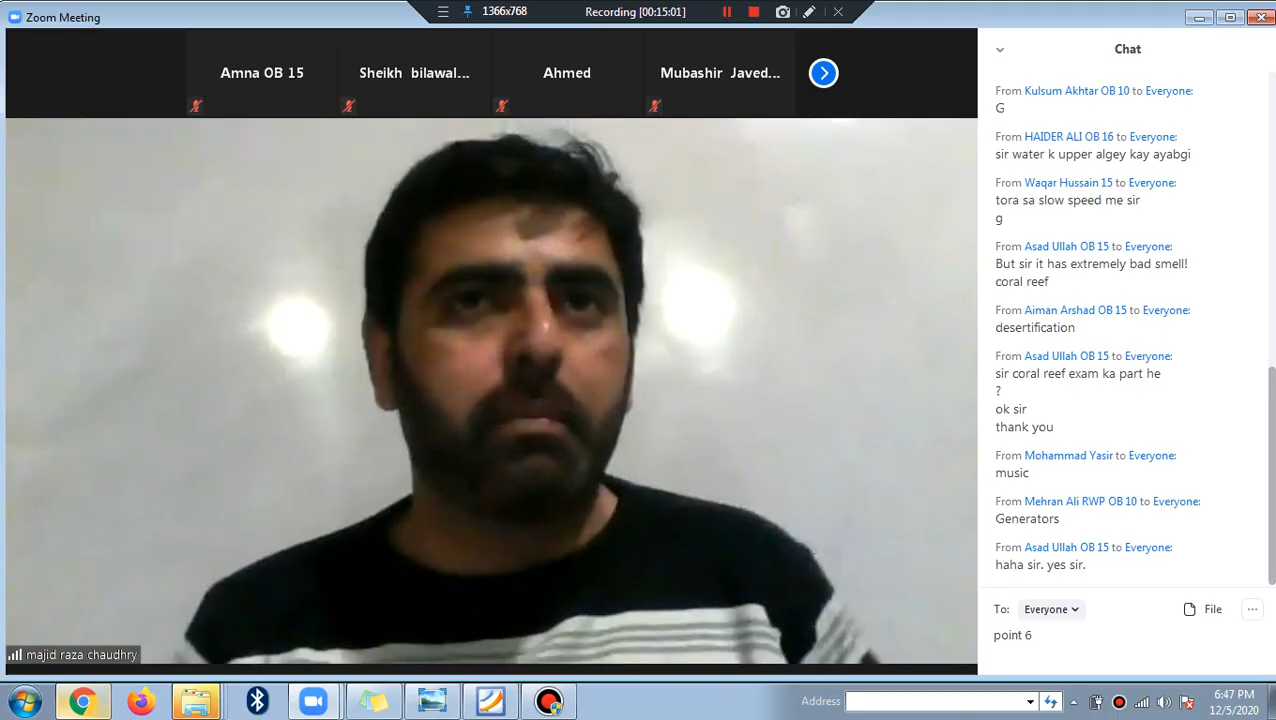 1366x768
Recording [00:15:01]
Zoom Meeting
Amna OB 15
Sheikh bilawal...
Ahmed
Mubashir Javed...
majid raza chaudhry
Chat
From Kulsum Akhtar OB 10 to Everyone:
G
From HAIDER ALI OB 16 to Everyone:
sir water k upper algey kay ayabgi
From Waqar Hussain 15 to Everyone:
tora sa slow speed me sir
g
From Asad Ullah OB 15 to Everyone:
But sir it has extremely bad smell!
coral reef
From Aiman Arshad OB 15 to Everyone:
desertification
From Asad Ullah OB 15 to Everyone:
sir coral reef exam ka part he
?
ok sir
thank you
From Mohammad Yasir to Everyone:
music
From Mehran Ali RWP OB 10 to Everyone:
Generators
From Asad Ullah OB 15 to Everyone:
haha sir. yes sir.
To: Everyone
File
point 6
Address
6:47 PM
12/5/2020